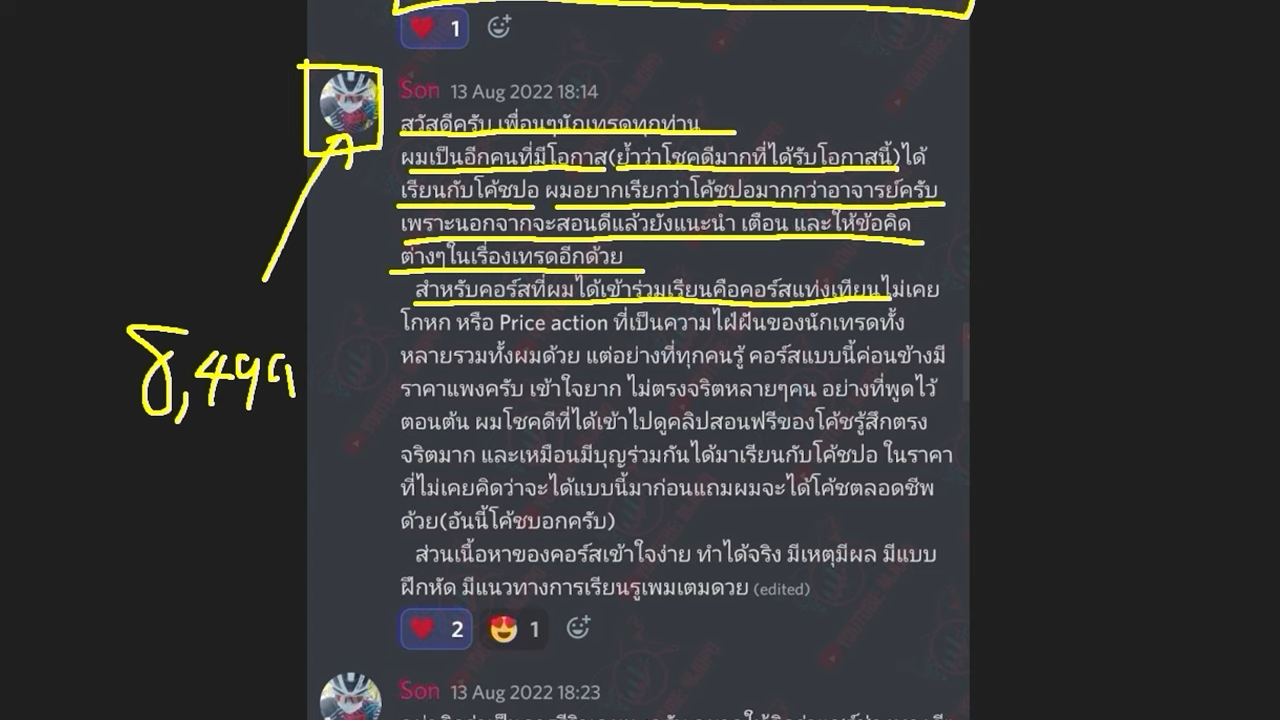 1
Son 13 Aug 2022 18:14
สวัสดีครับ เพื่อนๆนักเทรดทุกท่าน
ผมเป็นอีกคนที่มีโอกาส(ย้ำว่าโชคดีมากที่ได้รับโอกาสนี้)ได้
เรียนกับโค้ชปอ ผมอยากเรียกว่าโค้ชปอมากกว่าอาจารย์ครับ
เพราะนอกจากจะสอนดีแล้วยังแนะนำ เตือน และให้ข้อคิด
ต่างๆในเรื่องเทรดอีกด้วย
สำหรับคอร์สที่ผมได้เข้าร่วมเรียนคือคอร์สแท่งเทียนไม่เคย
โกหก หรือ Price action ที่เป็นความไฝ่ฝันของนักเทรดทั้ง
หลายรวมทั้งผมด้วย แต่อย่างที่ทุกคนรู้ คอร์สแบบนี้ค่อนข้างมี
ราคาแพงครับ เข้าใจยาก ไม่ตรงจริตหลายๆคน อย่างที่พูดไว้
ตอนต้น ผมโชคดีที่ได้เข้าไปดูคลิปสอนฟรีของโค้ชรู้สึกตรง
จริตมาก และเหมือนมีบุญร่วมกันได้มาเรียนกับโค้ชปอ ในราคา
ที่ไม่เคยคิดว่าจะได้แบบนี้มาก่อนแถมผมจะได้โค้ชตลอดชีพ
ด้วย(อันนี้โค้ชบอกครับ)
ส่วนเนื้อหาของคอร์สเข้าใจง่าย ทำได้จริง มีเหตุมีผล มีแบบ
ฝึกหัด มีแนวทางการเรียนรู้เพิ่มเติมด้วย (edited)
2 1
Son 13 Aug 2022 18:23